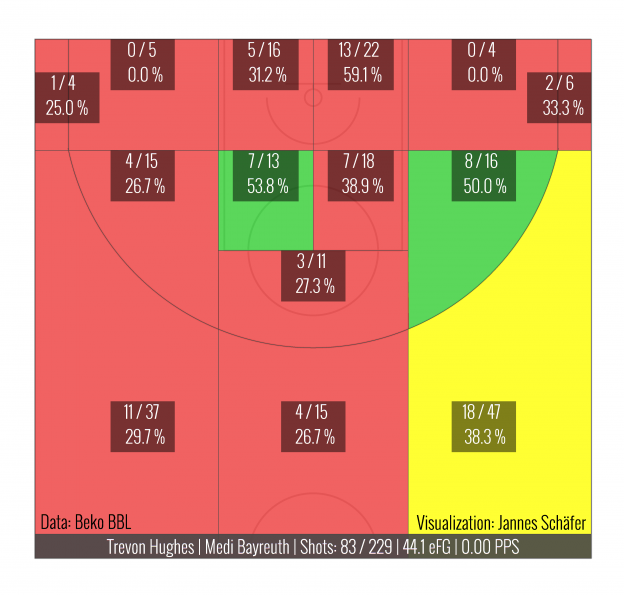 0 / 5
0.0 %
5 / 16
31.2 %
13 / 22
59.1 %
0 / 4
0.0 %
1 / 4
25.0 %
2 / 6
33.3 %
4 / 15
26.7 %
7 / 13
53.8 %
7 / 18
38.9 %
8 / 16
50.0 %
3 / 11
27.3 %
11 / 37
29.7 %
4 / 15
26.7 %
18 / 47
38.3 %
Data: Beko BBL
Visualization: Jannes Schäfer
Trevon Hughes | Medi Bayreuth | Shots: 83 / 229 | 44.1 eFG | 0.00 PPS